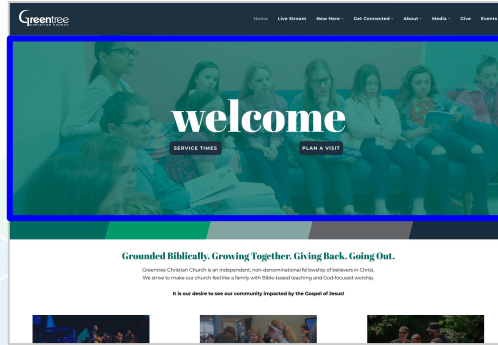 Greentree
CHRISTIAN CHURCH
Home Live Stream New Here Get Connected About Media Give Events
welcome
SERVICE TIMES PLAN A VISIT
Grounded Biblically. Growing Together. Giving Back. Going Out.
Greentree Christian Church is an independent, non-denominational fellowship of believers in Christ.
We strive to make our church feel like a family with Bible-based teaching and God-focused worship.
It is our desire to see our community impacted by the Gospel of Jesus!